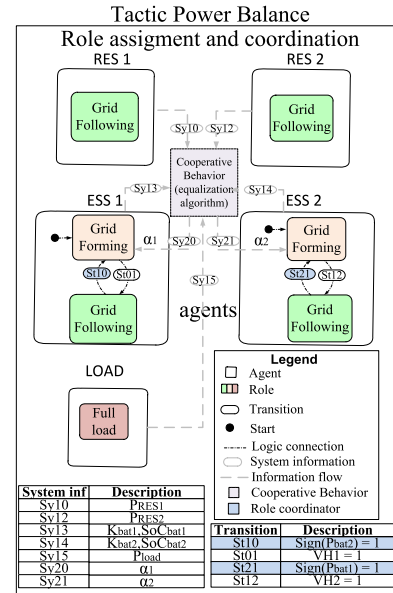 Tactic Power Balance
Role assigment and coordination
RES 1
RES 2
Grid
Following
Grid
Following
Sy10
Sy12
Cooperative
Behavior
(equalization
algorithm)
Sy13
Sy14
ESS 1
ESS 2
Grid
Forming
α1
Sy20
Sy21
α2
Grid
Forming
St10
St01
St21
St12
Sy15
Grid
Following
agents
Grid
Following
LOAD
Full
load
Legend
Agent
Role
Transition
Start
Logic connection
System information
Information flow
Cooperative Behavior
Role coordinator
System inf Description
Sy10 PRES1
Sy12 PRES2
Sy13 Kbat1,SoCbat1
Sy14 Kbat2,SoCbat2
Sy15 Pload
Sy20 α1
Sy21 α2
Transition Description
St10 Sign(Pbat2) = 1
St01 VH1 = 1
St21 Sign(Pbat1) = 1
St12 VH2 = 1